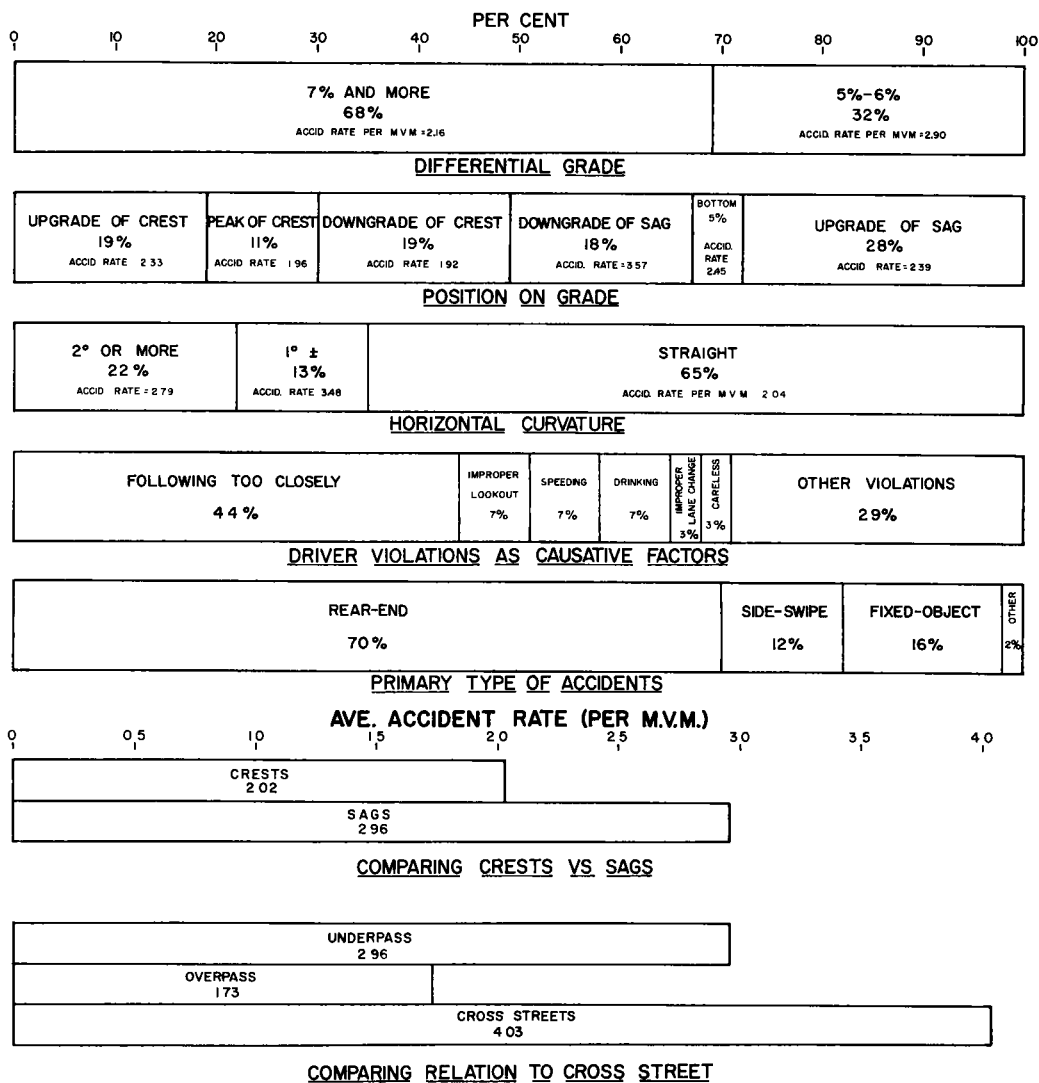 PER CENT
0 10 20 30 40 50 60 70 80 90 100
7% AND MORE
68%
ACCID RATE PER MVM =2.16
5%-6%
32%
ACCID. RATE PER MVM =2.90
DIFFERENTIAL GRADE
UPGRADE OF CREST
19%
ACCID RATE 2 33
PEAK OF CREST
11%
ACCID RATE 1 96
DOWNGRADE OF CREST
19%
ACCID RATE 1 92
DOWNGRADE OF SAG
18%
ACCID RATE =3 57
BOTTOM
5%
ACCID.
RATE
2.45
UPGRADE OF SAG
28%
ACCID RATE=2 39
POSITION ON GRADE
2° OR MORE
22%
ACCID RATE = 2 79
1° ±
13%
ACCID. RATE 3.48
STRAIGHT
65%
ACCID. RATE PER M V M 2 04
HORIZONTAL CURVATURE
FOLLOWING TOO CLOSELY
44%
IMPROPER
LOOKOUT
7%
SPEEDING
7%
DRINKING
7%
IMPROPER
LANE CHANGE
3%
CARELESS
3%
OTHER VIOLATIONS
29%
DRIVER VIOLATIONS AS CAUSATIVE FACTORS
REAR-END
70%
SIDE-SWIPE
12%
FIXED-OBJECT
16%
OTHER
2%
PRIMARY TYPE OF ACCIDENTS
AVE. ACCIDENT RATE (PER M.V.M.)
0 0 5 1 0 1 5 2 0 2 5 3 0 3 5 4 0
CRESTS
2 02
SAGS
2 96
COMPARING CRESTS VS SAGS
UNDERPASS
2 96
OVERPASS
1 73
CROSS STREETS
4 03
COMPARING RELATION TO CROSS STREET